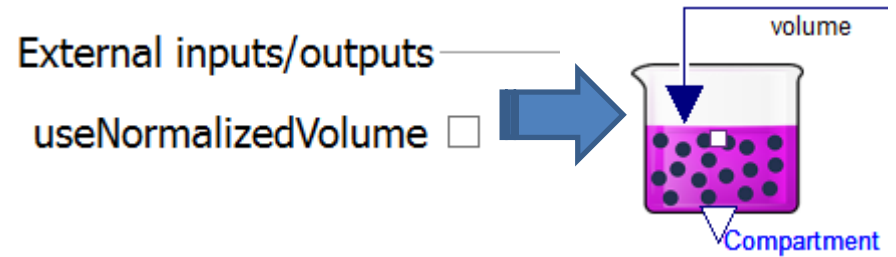 External inputs/outputs
useNormalizedVolume
volume
Compartment